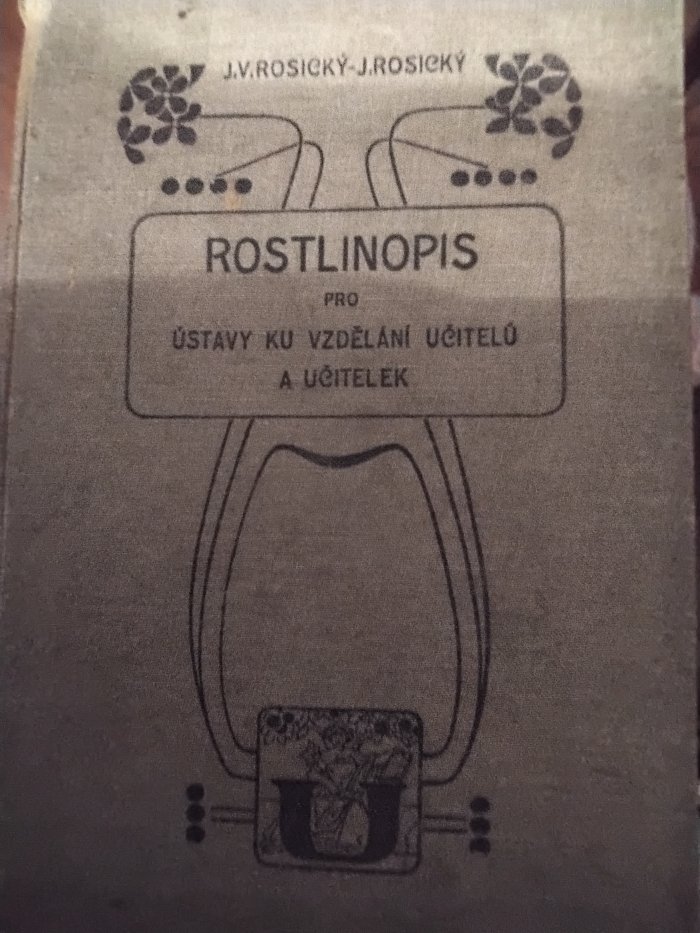 J.V.ROSICKÝ-J.ROSICKÝ
ROSTLINOPIS
PRO
ÚSTAVY KU VZDĚLÁNÍ UČITELŮ
A UČITELEK
U